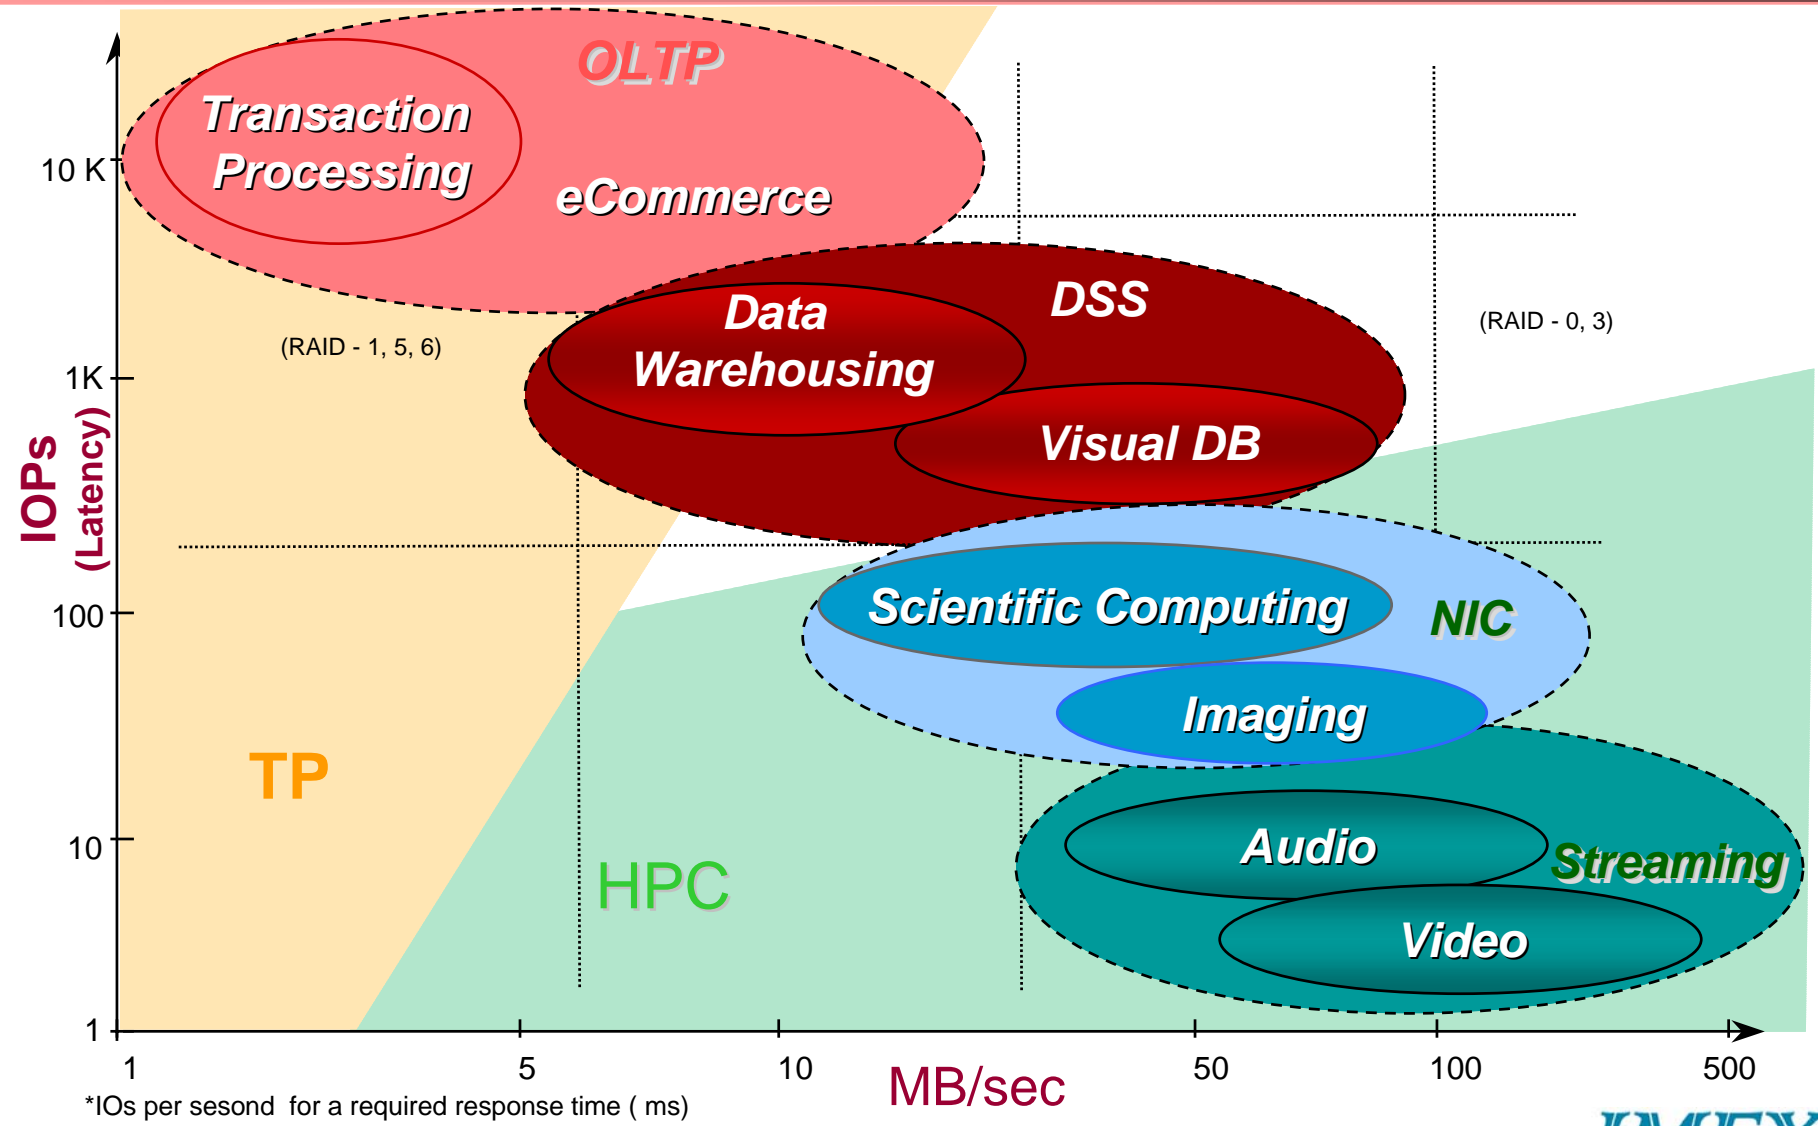 OLTP
Transaction
Processing
eCommerce
10 K
DSS
Data
Warehousing
(RAID - 0, 3)
(RAID - 1, 5, 6)
1K
Visual DB
IOPs
(Latency)
100
Scientific Computing
NIC
Imaging
TP
10
HPC
Audio
Streaming
Video
1
1
5
10
MB/sec
50
100
500
*IOs per sesond for a required response time ( ms)